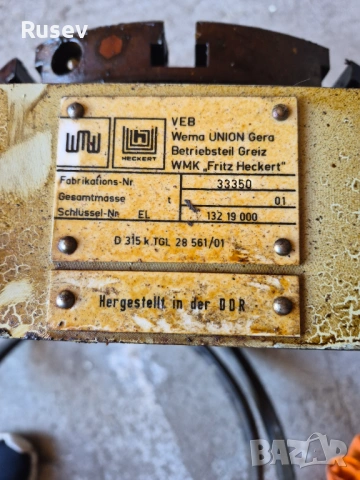 Rusev
HECKERT
VEB
Wema UNION Gera
Betriebsteil Greiz
WMK „Fritz Heckert"
Fabrikations-Nr 33350
Gesamtmasse t 01
Schlüssel-Nr EL 132 19 000
D 315 k TGL 28 561/01
Hergestellt in der DDR
BAZAR